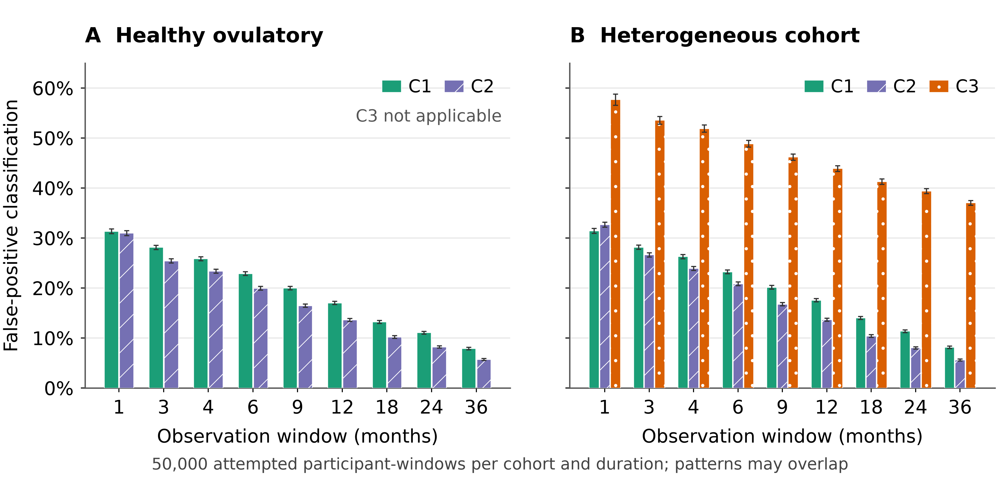 A Healthy ovulatory
C1 C2
C3 not applicable
False-positive classification
60%
50%
40%
30%
20%
10%
0%
1 3 4 6 9 12 18 24 36
Observation window (months)
B Heterogeneous cohort
C1 C2 C3
1 3 4 6 9 12 18 24 36
Observation window (months)
50,000 attempted participant-windows per cohort and duration; patterns may overlap